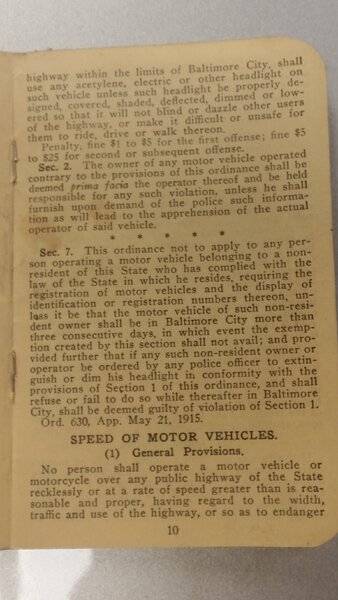 highway within the limits of Baltimore City, shall
use any acetylene, electric or other headlight on
such vehicle unless such headlight be properly de-
signed, covered, shaded, deflected, dimmed or low-
ered so that it will not blind or dazzle other users
of the highway, or make it difficult or unsafe for
them to ride, drive or walk thereon.
Penalty, fine $1 to $5 for the first offense; fine $5
to $25 for second or subsequent offense.
Sec. 2. The owner of any motor vehicle operated
contrary to the provisions of this ordinance shall be
deemed prima facia the operator thereof and be held
responsible for any such violation, unless he shall
furnish upon demand of the police such informa-
tion as will lead to the apprehension of the actual
operator of said vehicle.
* * * *
Sec. 7. This ordinance not to apply to any per-
son operating a motor vehicle belonging to a non-
resident of this State who has complied with the
law of the State in which he resides, requiring the
registration of motor vehicles and the display of
identification or registration numbers thereon, un-
less it be that the motor vehicle of such non-resi-
dent owner shall be in Baltimore City more than
three consecutive days, in which event the exemp-
tion created by this section shall not avail; and pro-
vided further that if any such non-resident owner or
operator be ordered by any police officer to extin-
guish or dim his headlight in conformity with the
provisions of Section 1 of this ordinance, and shall
refuse or fail to do so while thereafter in Baltimore
City, shall be deemed guilty of violation of Section 1.
Ord. 630, App. May 21, 1915.
SPEED OF MOTOR VEHICLES.
(1) General Provisions.
No person shall operate a motor vehicle or
motorcycle over any public highway of the State
recklessly or at a rate of speed greater than is rea-
sonable and proper, having regard to the width,
traffic and use of the highway, or so as to endanger
10